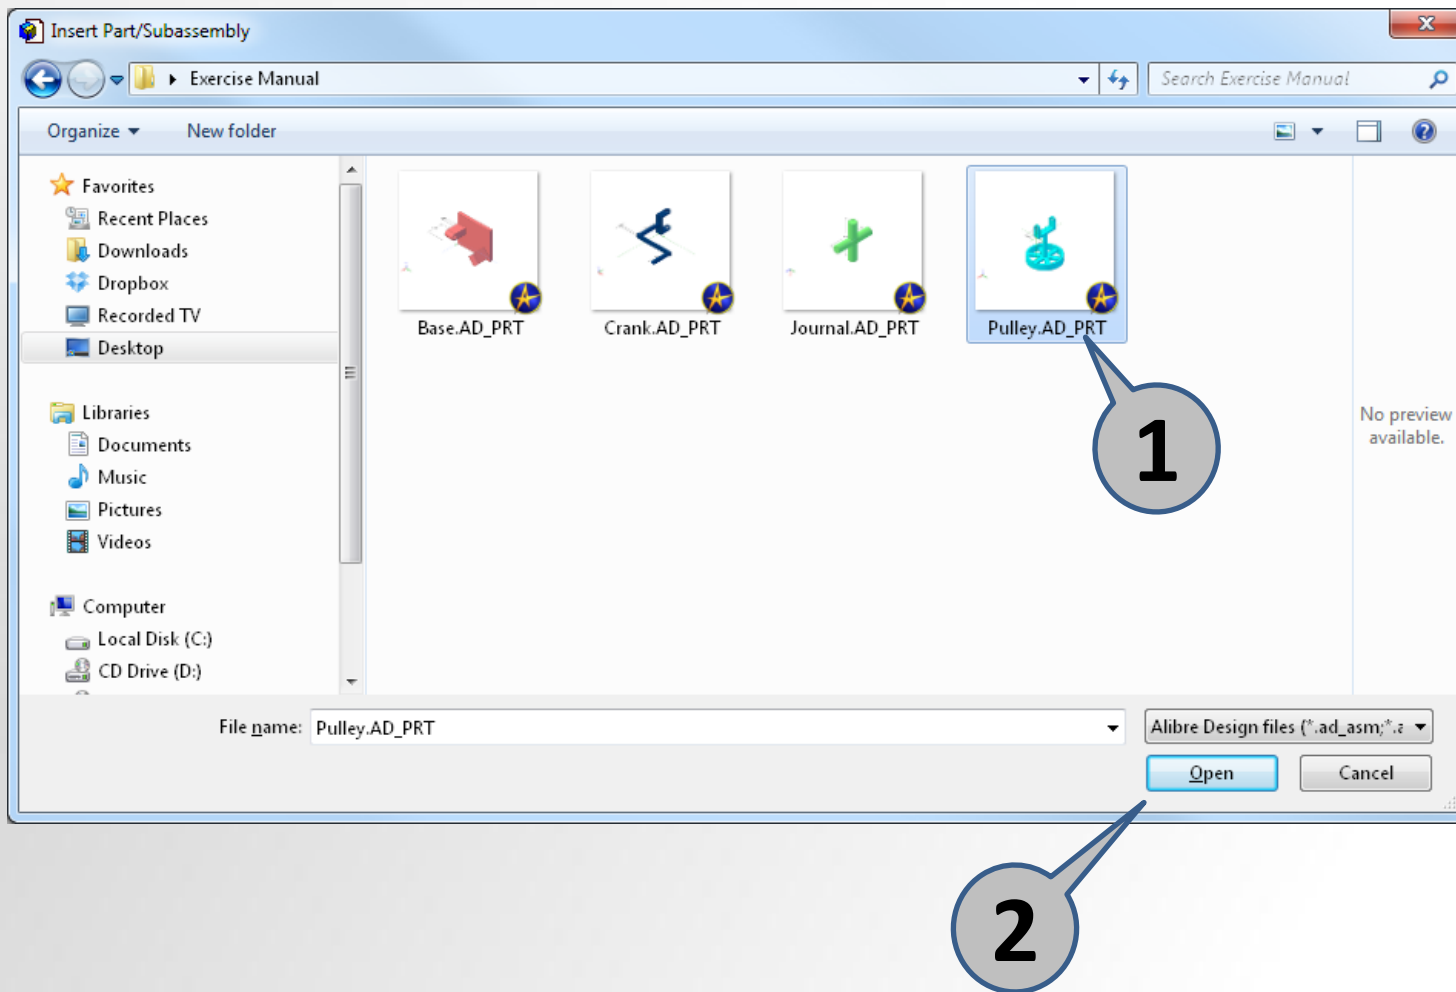 Insert Part/Subassembly
Exercise Manual
Search Exercise Manual
Organize
New folder
Favorites
Recent Places
Downloads
Dropbox
Recorded TV
Desktop
Libraries
Documents
Music
Pictures
Videos
Computer
Local Disk (C:)
CD Drive (D:)
Base.AD_PRT
Crank.AD_PRT
Journal.AD_PRT
Pulley.AD_PRT
1
No preview
available.
File name:
Pulley.AD_PRT
Alibre Design files (*.ad_asm;*.a
Open
Cancel
2